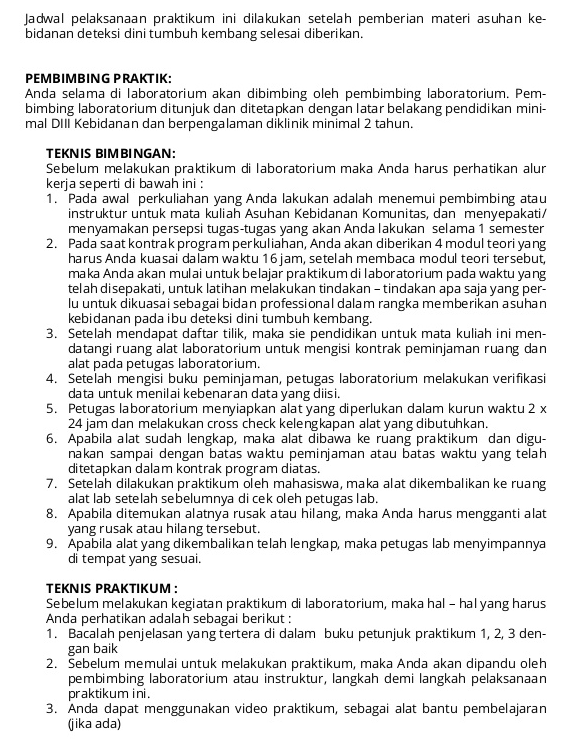 Jadwal pelaksanaan praktikum ini dilakukan setelah pemberian materi asuhan ke-
bidanan deteksi dini tumbuh kembang selesai diberikan.
PEMBIMBING PRAKTIK:
Anda selama di laboratorium akan dibimbing oleh pembimbing laboratorium. Pem-
bimbing laboratorium ditunjuk dan ditetapkan dengan latar belakang pendidikan mini-
mal DIII Kebidanan dan berpengalaman diklinik minimal 2 tahun.
TEKNIS BIMBINGAN:
Sebelum melakukan praktikum di laboratorium maka Anda harus perhatikan alur
kerja seperti di bawah ini :
1. Pada awal perkuliahan yang Anda lakukan adalah menemui pembimbing atau
instruktur untuk mata kuliah Asuhan Kebidanan Komunitas, dan menyepakati/
menyamakan persepsi tugas-tugas yang akan Anda lakukan selama 1 semester
2. Pada saat kontrak program perkuliahan, Anda akan diberikan 4 modul teori yang
harus Anda kuasai dalam waktu 16 jam, setelah membaca modul teori tersebut,
maka Anda akan mulai untuk belajar praktikum di laboratorium pada waktu yang
telah disepakati, untuk latihan melakukan tindakan – tindakan apa saja yang per-
lu untuk dikuasai sebagai bidan professional dalam rangka memberikan asuhan
kebidanan pada ibu deteksi dini tumbuh kembang.
3. Setelah mendapat daftar tilik, maka sie pendidikan untuk mata kuliah ini men-
datangi ruang alat laboratorium untuk mengisi kontrak peminjaman ruang dan
alat pada petugas laboratorium.
4. Setelah mengisi buku peminjaman, petugas laboratorium melakukan verifikasi
data untuk menilai kebenaran data yang diisi.
5. Petugas laboratorium menyiapkan alat yang diperlukan dalam kurun waktu 2 x
24 jam dan melakukan cross check kelengkapan alat yang dibutuhkan.
6. Apabila alat sudah lengkap, maka alat dibawa ke ruang praktikum dan digu-
nakan sampai dengan batas waktu peminjaman atau batas waktu yang telah
ditetapkan dalam kontrak program diatas.
7. Setelah dilakukan praktikum oleh mahasiswa, maka alat dikembalikan ke ruang
alat lab setelah sebelumnya di cek oleh petugas lab.
8. Apabila ditemukan alatnya rusak atau hilang, maka Anda harus mengganti alat
yang rusak atau hilang tersebut.
9. Apabila alat yang dikembalikan telah lengkap, maka petugas lab menyimpannya
di tempat yang sesuai.
TEKNIS PRAKTIKUM :
Sebelum melakukan kegiatan praktikum di laboratorium, maka hal – hal yang harus
Anda perhatikan adalah sebagai berikut :
1. Bacalah penjelasan yang tertera di dalam buku petunjuk praktikum 1, 2, 3 den-
gan baik
2. Sebelum memulai untuk melakukan praktikum, maka Anda akan dipandu oleh
pembimbing laboratorium atau instruktur, langkah demi langkah pelaksanaan
praktikum ini.
3. Anda dapat menggunakan video praktikum, sebagai alat bantu pembelajaran
(jika ada)